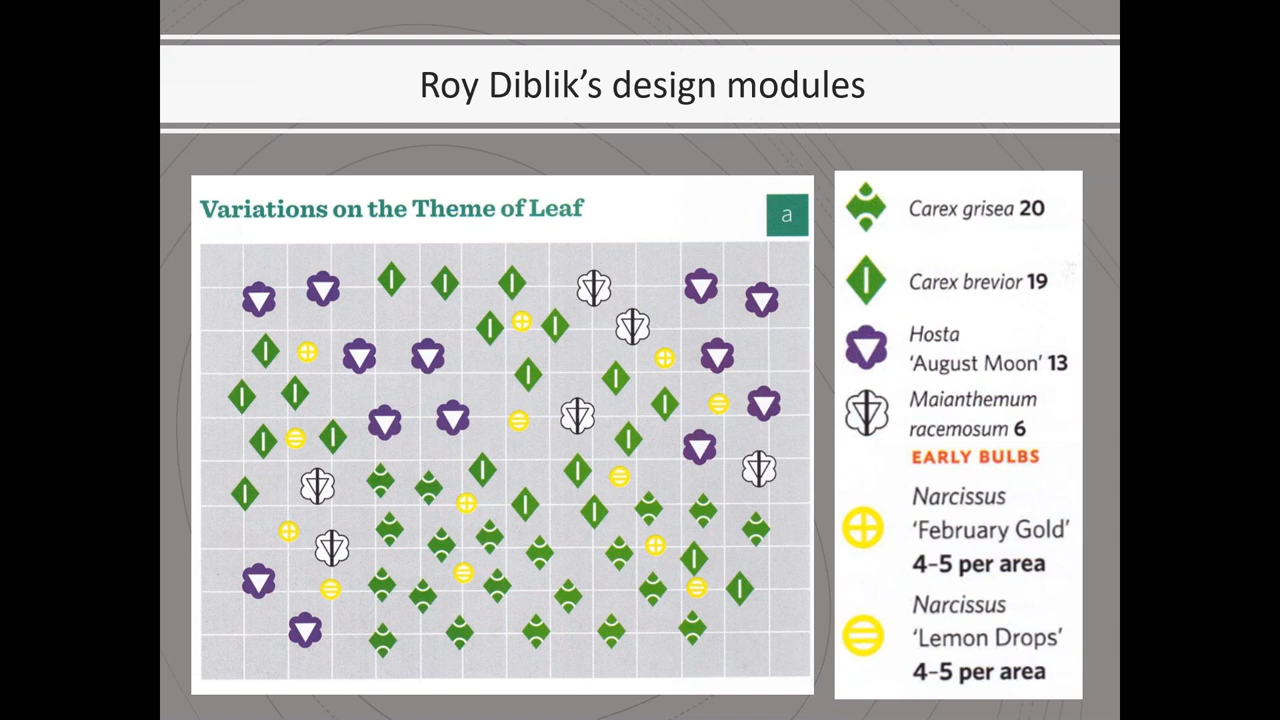 Roy Diblik’s design modules
Variations on the Theme of Leaf
a
Carex grisea 20
Carex brevior 19
Hosta
‘August Moon’ 13
Maianthemum
racemosum 6
EARLY BULBS
Narcissus
‘February Gold’
4–5 per area
Narcissus
‘Lemon Drops’
4–5 per area